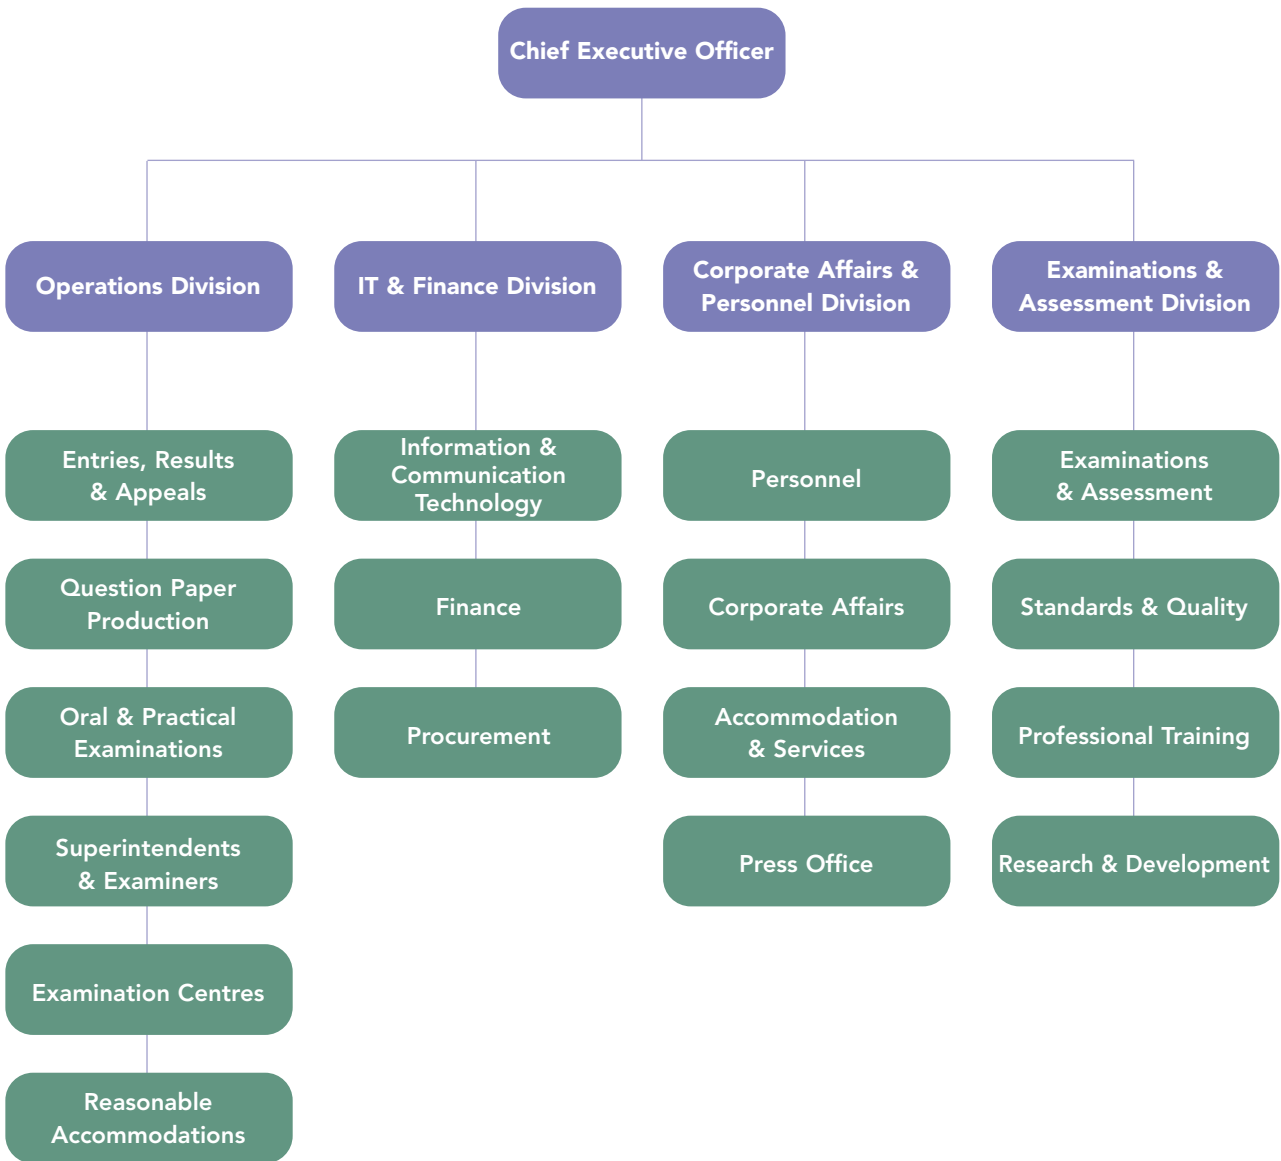 Chief Executive Officer
Operations Division
IT & Finance Division
Corporate Affairs &
Personnel Division
Examinations &
Assessment Division
Entries, Results
& Appeals
Question Paper
Production
Oral & Practical
Examinations
Superintendents
& Examiners
Examination Centres
Reasonable
Accommodations
Information &
Communication
Technology
Finance
Procurement
Personnel
Corporate Affairs
Accommodation
& Services
Press Office
Examinations
& Assessment
Standards & Quality
Professional Training
Research & Development